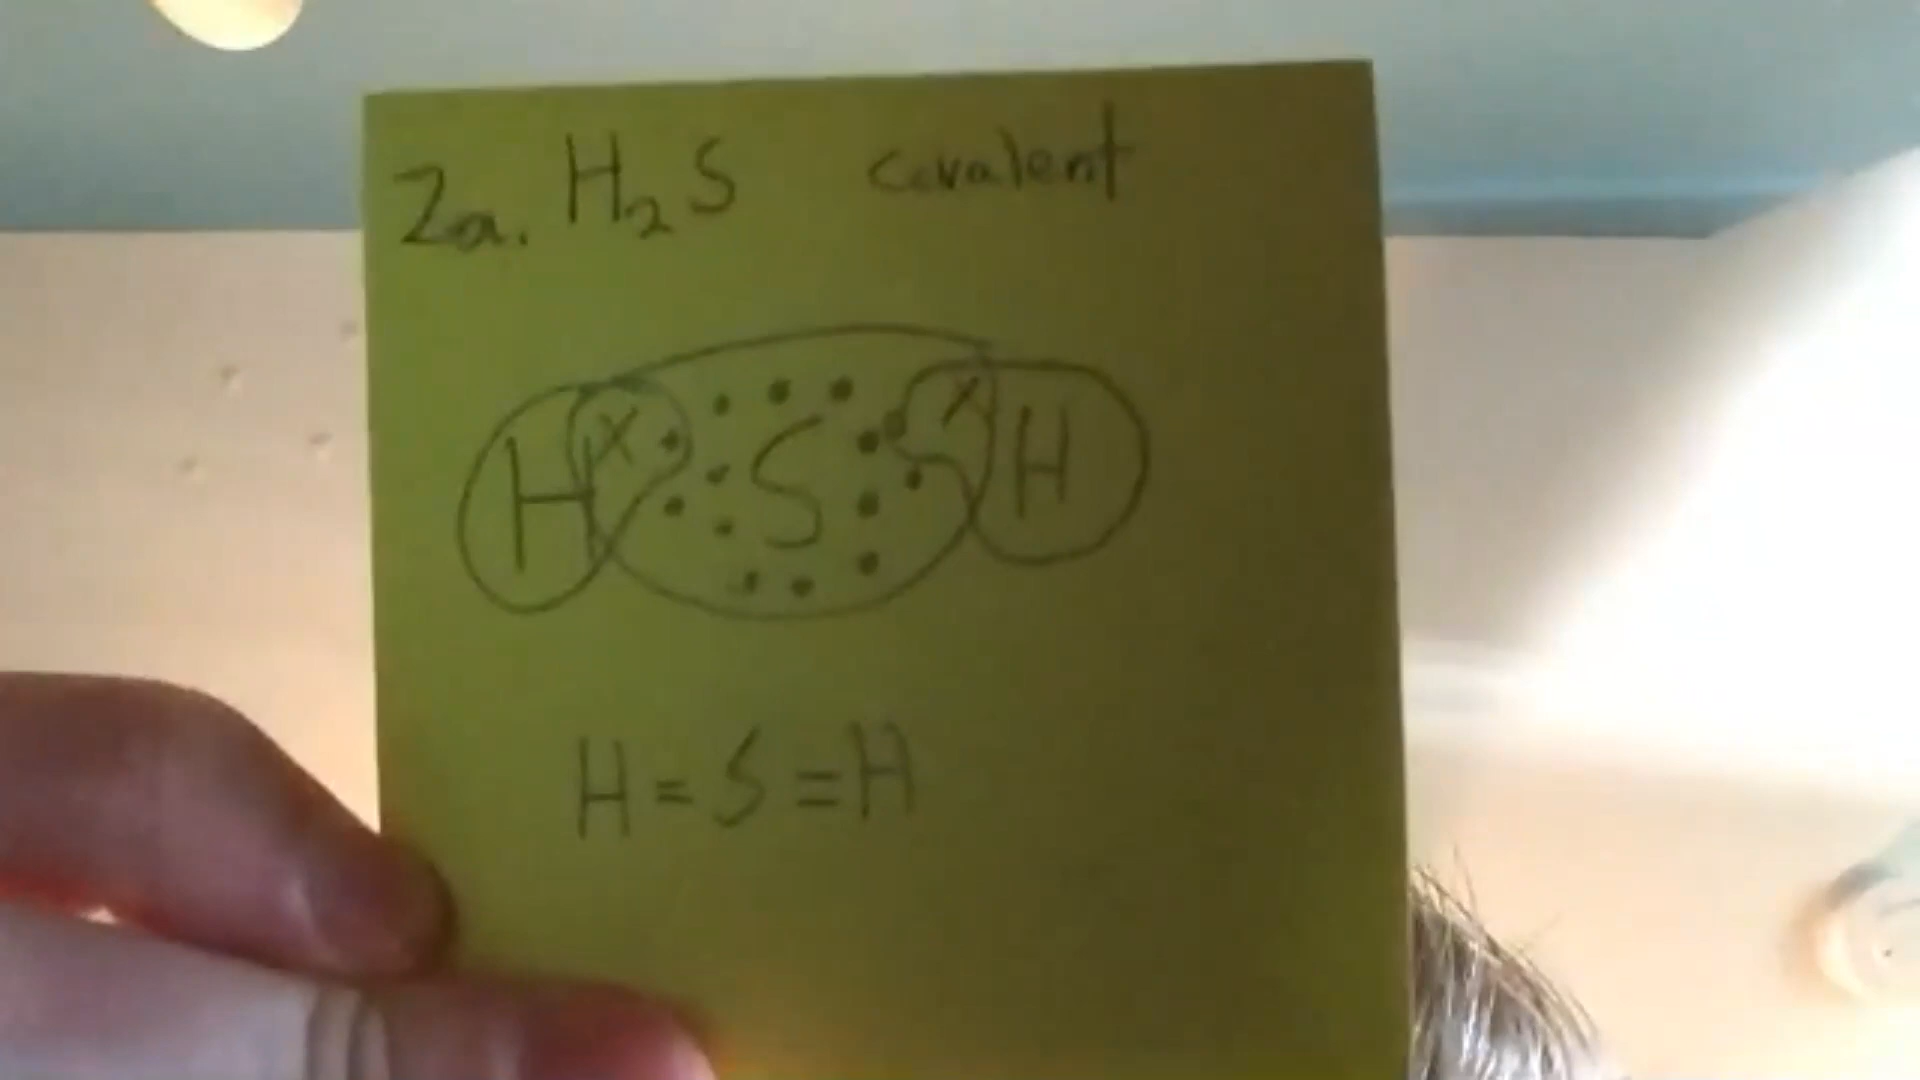 2a. H₂S covalent
H x S x H
H = S = H